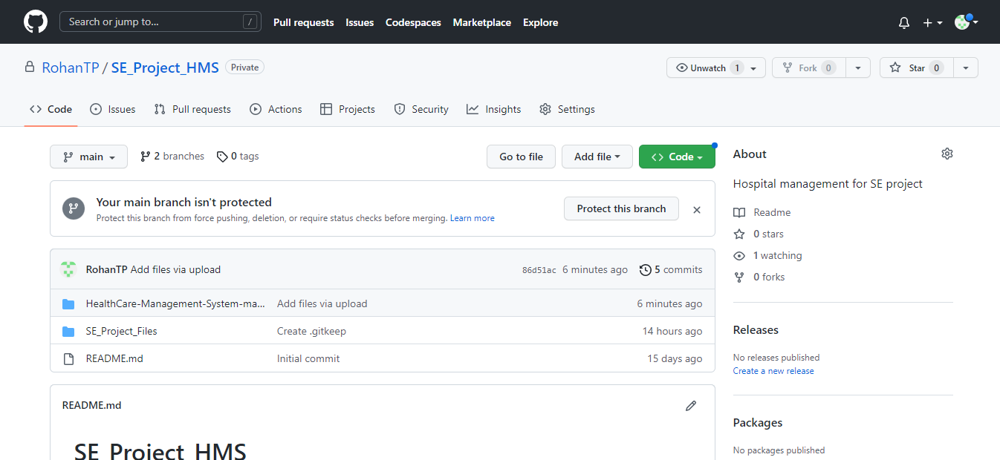 Search or jump to... / Pull requests Issues Codespaces Marketplace Explore
RohanTP / SE_Project_HMS Private Unwatch 1 Fork 0 Star 0
Code Issues Pull requests Actions Projects Security Insights Settings
main 2 branches 0 tags Go to file Add file Code
Your main branch isn't protected
Protect this branch from force pushing, deletion, or require status checks before merging. Learn more
Protect this branch
RohanTP Add files via upload 86d51ac 6 minutes ago 5 commits
HealthCare-Management-System-ma... Add files via upload 6 minutes ago
SE_Project_Files Create .gitkeep 14 hours ago
README.md Initial commit 15 days ago
README.md
SE_Project_HMS
About
Hospital management for SE project
Readme
0 stars
1 watching
0 forks
Releases
No releases published
Create a new release
Packages
No packages published